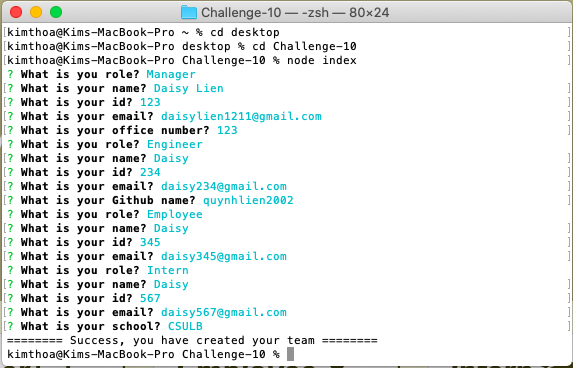 Challenge-10 — -zsh — 80×24
[kimthoa@Kims-MacBook-Pro ~ % cd desktop ]
[kimthoa@Kims-MacBook-Pro desktop % cd Challenge-10 ]
[kimthoa@Kims-MacBook-Pro Challenge-10 % node index ]
[? What is you role? Manager ]
[? What is your name? Daisy Lien ]
[? What is your id? 123 ]
[? What is your email? daisylien1211@gmail.com ]
[? What is your office number? 123 ]
[? What is you role? Engineer ]
[? What is your name? Daisy ]
[? What is your id? 234 ]
[? What is your email? daisy234@gmail.com ]
[? What is your Github name? quynhlien2002 ]
[? What is you role? Employee ]
[? What is your name? Daisy ]
[? What is your id? 345 ]
[? What is your email? daisy345@gmail.com ]
[? What is you role? Intern ]
[? What is your name? Daisy ]
[? What is your id? 567 ]
[? What is your email? daisy567@gmail.com ]
[? What is your school? CSULB ]
======== Success, you have created your team ========
kimthoa@Kims-MacBook-Pro Challenge-10 %